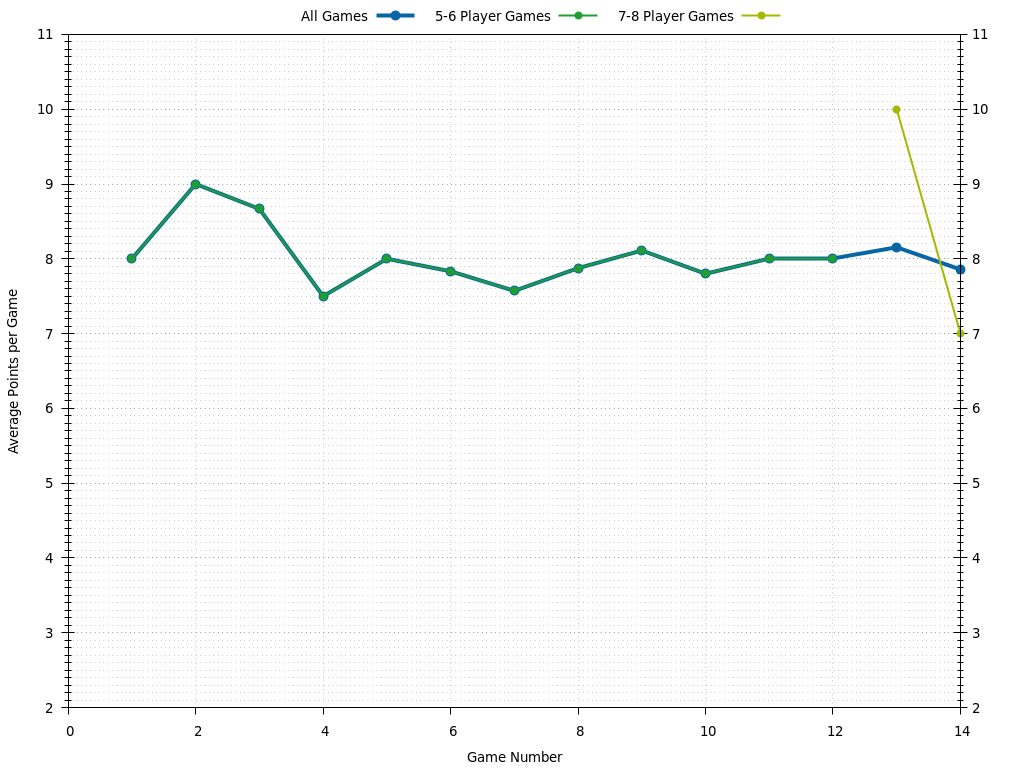 All Games 5-6 Player Games 7-8 Player Games
11 11
10 10
9 9
8 8
7 7
6 6
5 5
4 4
3 3
2 2
Average Points per Game
0 2 4 6 8 10 12 14
Game Number